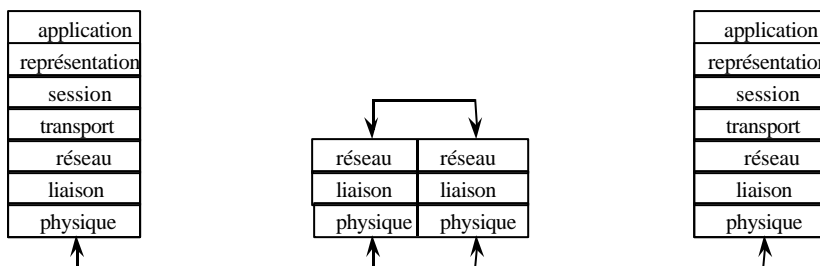 application
représentation
session
transport
réseau
liaison
physique
réseau réseau
liaison liaison
physique physique
application
représentation
session
transport
réseau
liaison
physique